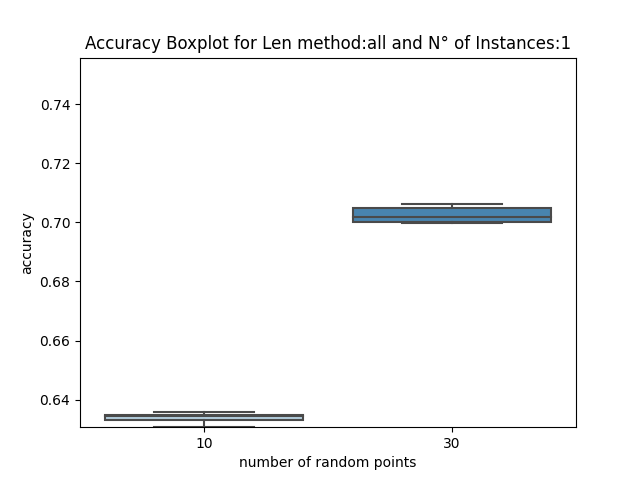 Accuracy Boxplot for Len method:all and N° of Instances:1
accuracy
0.74
0.72
0.70
0.68
0.66
0.64
10 30
number of random points